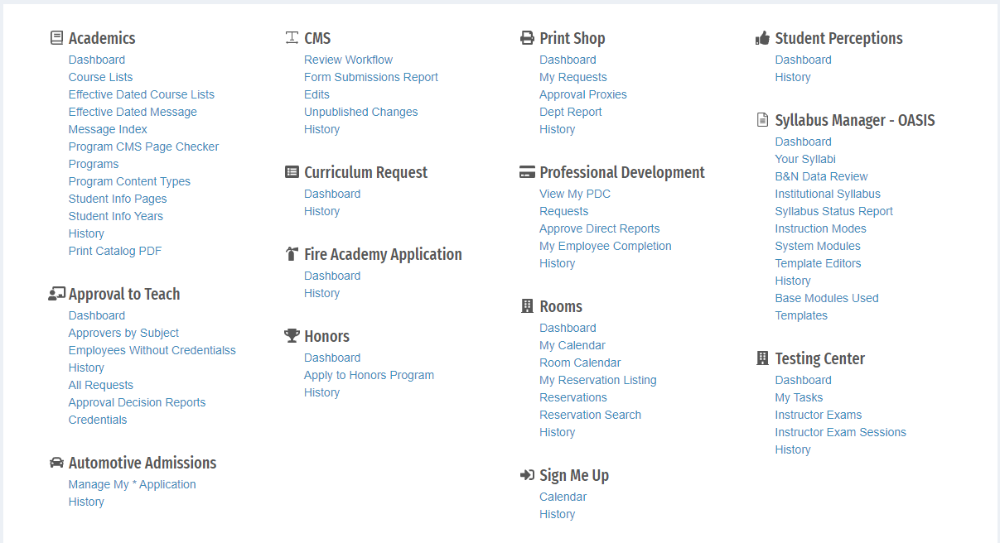 Academics
Dashboard
Course Lists
Effective Dated Course Lists
Effective Dated Message
Message Index
Program CMS Page Checker
Programs
Program Content Types
Student Info Pages
Student Info Years
History
Print Catalog PDF
Approval to Teach
Dashboard
Approvers by Subject
Employees Without Credentialss
History
All Requests
Approval Decision Reports
Credentials
Automotive Admissions
Manage My * Application
History
CMS
Review Workflow
Form Submissions Report
Edits
Unpublished Changes
History
Curriculum Request
Dashboard
History
Fire Academy Application
Dashboard
History
Honors
Dashboard
Apply to Honors Program
History
Print Shop
Dashboard
My Requests
Approval Proxies
Dept Report
History
Professional Development
View My PDC
Requests
Approve Direct Reports
My Employee Completion
History
Rooms
Dashboard
My Calendar
Room Calendar
My Reservation Listing
Reservations
Reservation Search
History
Sign Me Up
Calendar
History
Student Perceptions
Dashboard
History
Syllabus Manager - OASIS
Dashboard
Your Syllabi
B&N Data Review
Institutional Syllabus
Syllabus Status Report
Instruction Modes
System Modules
Template Editors
History
Base Modules Used
Templates
Testing Center
Dashboard
My Tasks
Instructor Exams
Instructor Exam Sessions
History